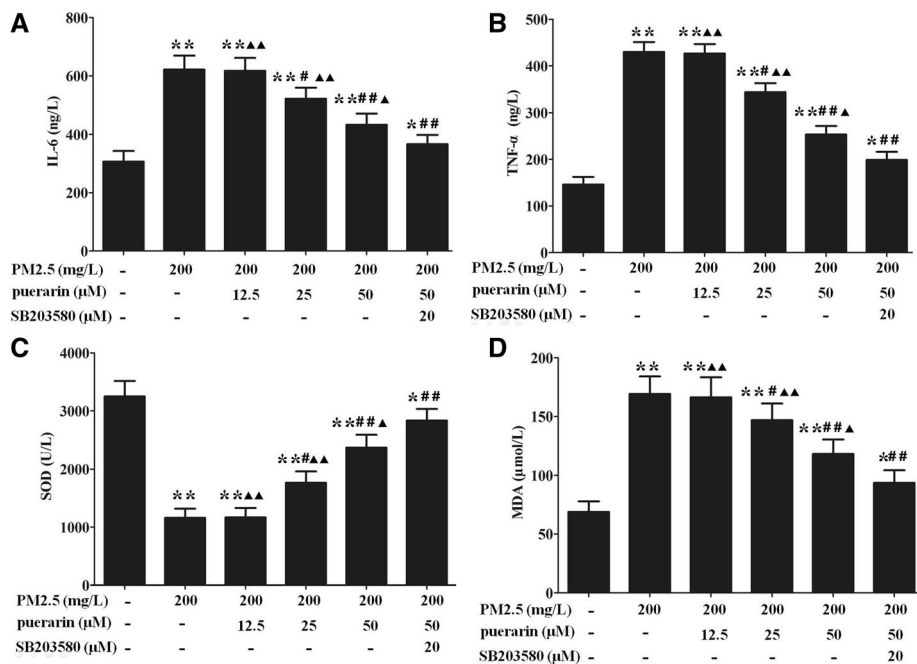 A
IL-6 (ng/L)
800
600
400
200
0
**
**▲▲
**#▲▲
**##▲
*##
PM2.5 (mg/L) - 200 200 200 200 200
puerarin (μM) - - 12.5 25 50 50
SB203580 (μM) - - - - - 20
B
TNF-α (ng/L)
500
400
300
200
100
0
**
**▲▲
**#▲▲
**##▲
*##
PM2.5 (mg/L) - 200 200 200 200 200
puerarin (μM) - - 12.5 25 50 50
SB203580 (μM) - - - - - 20
C
SOD (U/L)
4000
3000
2000
1000
0
**
**▲▲
**#▲▲
**##▲
*##
PM2.5 (mg/L) - 200 200 200 200 200
puerarin (μM) - - 12.5 25 50 50
SB203580 (μM) - - - - - 20
D
MDA (μmol/L)
200
150
100
50
0
**
**▲▲
**#▲▲
**##▲
*##
PM2.5 (mg/L) - 200 200 200 200 200
puerarin (μM) - - 12.5 25 50 50
SB203580 (μM) - - - - - 20